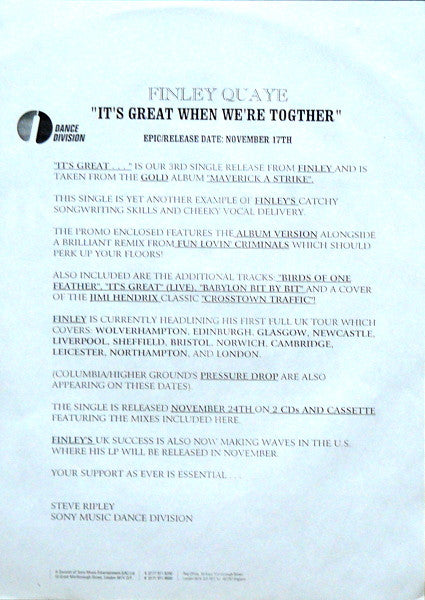 FINLEY QUAYE
"IT'S GREAT WHEN WE'RE TOGTHER"
DANCE
DIVISION
EPIC/RELEASE DATE: NOVEMBER 17TH
"IT'S GREAT . . ." IS OUR 3RD SINGLE RELEASE FROM FINLEY AND IS
TAKEN FROM THE GOLD ALBUM "MAVERICK A STRIKE".
THIS SINGLE IS YET ANOTHER EXAMPLE OF FINLEY'S CATCHY
SONGWRITING SKILLS AND CHEEKY VOCAL DELIVERY.
THE PROMO ENCLOSED FEATURES THE ALBUM VERSION ALONGSIDE
A BRILLIANT REMIX FROM FUN LOVIN' CRIMINALS WHICH SHOULD
PERK UP YOUR FLOORS!
ALSO INCLUDED ARE THE ADDITIONAL TRACKS: "BIRDS OF ONE
FEATHER", "IT'S GREAT" (LIVE), "BABYLON BIT BY BIT" AND A COVER
OF THE JIMI HENDRIX CLASSIC "CROSSTOWN TRAFFIC"!
FINLEY IS CURRENTLY HEADLINING HIS FIRST FULL UK TOUR WHICH
COVERS: WOLVERHAMPTON, EDINBURGH, GLASGOW, NEWCASTLE,
LIVERPOOL, SHEFFIELD, BRISTOL, NORWICH, CAMBRIDGE,
LEICESTER, NORTHAMPTON, AND LONDON.
(COLUMBIA/HIGHER GROUND'S PRESSURE DROP ARE ALSO
APPEARING ON THESE DATES).
THE SINGLE IS RELEASED NOVEMBER 24TH ON 2 CDs AND CASSETTE
FEATURING THE MIXES INCLUDED HERE.
FINLEY'S UK SUCCESS IS ALSO NOW MAKING WAVES IN THE U.S.
WHERE HIS LP WILL BE RELEASED IN NOVEMBER.
YOUR SUPPORT AS EVER IS ESSENTIAL . . .
STEVE RIPLEY
SONY MUSIC DANCE DIVISION